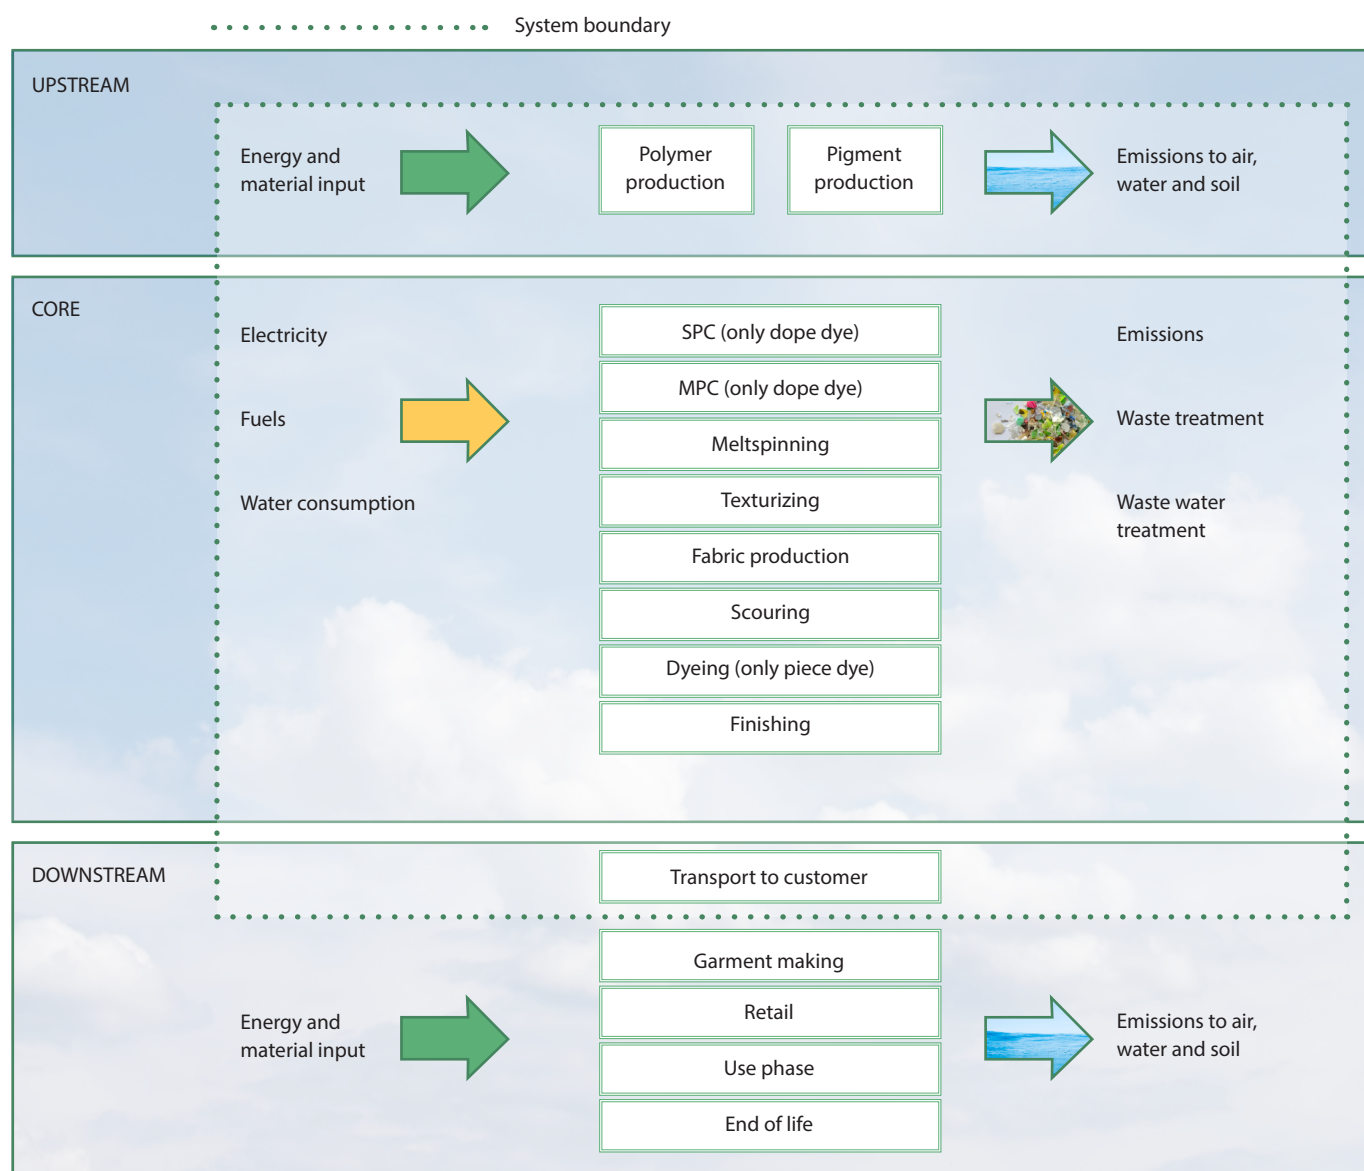 System boundary
UPSTREAM
Energy and
material input
Polymer
production
Pigment
production
Emissions to air,
water and soil
CORE
Electricity
Fuels
Water consumption
SPC (only dope dye)
MPC (only dope dye)
Meltspinning
Texturizing
Fabric production
Scouring
Dyeing (only piece dye)
Finishing
Emissions
Waste treatment
Waste water
treatment
DOWNSTREAM
Transport to customer
Energy and
material input
Garment making
Retail
Use phase
End of life
Emissions to air,
water and soil